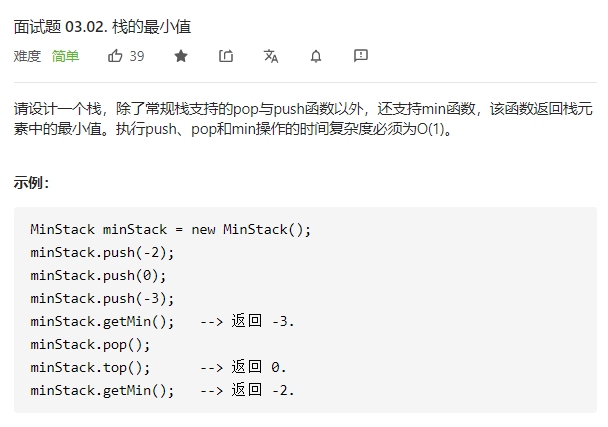 面试题 03.02. 栈的最小值
难度 简单 39
请设计一个栈，除了常规栈支持的pop与push函数以外，还支持min函数，该函数返回栈元
素中的最小值。执行push、pop和min操作的时间复杂度必须为O(1)。
示例：
MinStack minStack = new MinStack();
minStack.push(-2);
minStack.push(0);
minStack.push(-3);
minStack.getMin();   --> 返回 -3.
minStack.pop();
minStack.top();      --> 返回 0.
minStack.getMin();   --> 返回 -2.